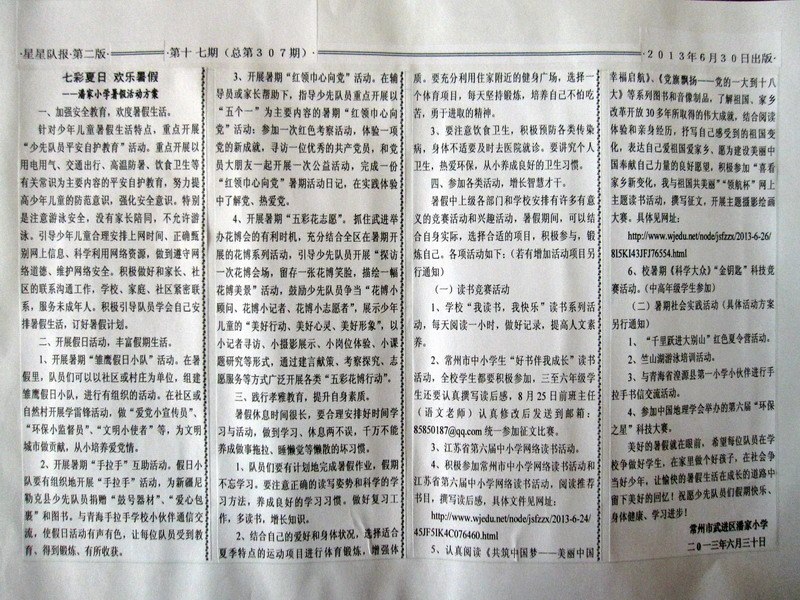 ·星星队报·第二版·
第十七期（总第307期）
·2013年6月30日出版·
七彩夏日 欢乐暑假
——潘家小学暑假活动方案
一、加强安全教育，欢度暑假生活。
针对少年儿童暑假生活特点，重点开展
“少先队员平安自护教育”活动。重点开展以
用电用气、交通出行、高温防暑、饮食卫生等
有关常识为主要内容的平安自护教育，努力提
高少年儿童的防范意识，强化安全意识。特别
是注意游泳安全，没有家长陪同，不允许游
泳。引导少年儿童合理安排上网时间、正确甄
别网上信息、科学利用网络资源，做到遵守网
络道德、维护网络安全。积极做好和家长、社
区的联系沟通工作，学校、家庭、社区紧密联
系，服务未成年人。积极引导队员学会自己安
排暑假生活，订好暑假计划。
二、开展假日活动，丰富假期生活。
1、开展暑期“雏鹰假日小队”活动。在暑
假里，队员们可以以社区或村庄为单位，组建
雏鹰假日小队，进行有组织的活动。在社区或
自然村开展学雷锋活动，做“爱党小宣传员”、
“环保小监督员”、“文明小使者”等，为文明
城市做贡献，从小培养爱党情。
2、开展暑期“手拉手”互助活动。假日小
队要有组织地开展“手拉手”活动，为新疆尼
勒克县少先队员捐赠“鼓号器材”、“爱心包
裹”和图书，与青海手拉手学校小伙伴通信交
流，使假日活动有声有色，让每位队员受到教
育、得到锻炼、有所收获。
3、开展暑期“红领巾心向党”活动。在辅
导员或家长帮助下，指导少先队员重点开展以
“五个一”为主要内容的暑期“红领巾心向
党”活动：参加一次红色考察活动，体验一项
党的新成就，寻访一位优秀的共产党员，和党
员大朋友一起开展一次公益活动，完成一份
“红领巾心向党”暑期活动日记，在实践体验
中了解党、热爱党。
4、开展暑期“五彩花志愿”。抓住武进举
办花博会的有利时机，充分结合全区在暑期开
展的花博系列活动，引导少先队员开展“探访
一次花博会场，留存一张花博笑脸，描绘一幅
花博美景”活动，鼓励少先队员争当“花博小
顾问、花博小记者、花博小志愿者”，展示少年
儿童的“美好行动、美好心灵、美好形象”，以
小记者寻访、小摄影展示、小岗位体验、小课
题研究等形式，通过建言献策、考察探究、志
愿服务等方式广泛开展各类“五彩花博行动”。
三、践行孝雅教育，提升自身素质。
暑假休息时间很长，要合理安排好时间学
习与活动，做到学习、休息两不误，千万不能
养成做事拖拉、睡懒觉等懒散的坏习惯。
1、队员们要有计划地完成暑假作业，假期
不忘学习。要注意正确的读写姿势和科学的学
习方法，养成良好的学习习惯。做好复习工
作，多读书，增长知识。
2、结合自己的爱好和身体状况，选择适合
夏季特点的运动项目进行体育锻炼，增强体
质。要充分利用住家附近的健身广场，选择一
个体育项目，每天坚持锻炼，培养自己不怕吃
苦，勇于进取的精神。
3、要注意饮食卫生，积极预防各类传染
病，身体不适要及时去医院就诊。要讲究个人
卫生，热爱环保，从小养成良好的卫生习惯。
四、参加各类活动，增长智慧才干。
暑假中上级各部门和学校安排有许多有意
义的竞赛活动和兴趣活动，暑假期间，可以结
合自身实际，选择合适的项目，积极参与，锻
炼自己。各项活动如下：（若有增加活动项目另
行通知）
（一）读书竞赛活动
1、学校“我读书，我快乐”读书系列活
动，每天阅读一小时，做好记录，提高人文素
养。
2、常州市中小学生“好书伴我成长”读书
活动，全校学生都要积极参加，三至六年级学
生还要认真撰写读后感，8月25日前班主任
（语文老师）认真修改后发送到邮箱：
85850187@qq.com 统一参加征文比赛。
3、江苏省第六届中小学网络读书活动。
4、积极参加常州市中小学网络读书活动和
江苏省第六届中小学网络读书活动，阅读推荐
书目，撰写读后感，具体文件见网址：
http://www.wjedu.net/node/jsfzzx/2013-6-24/
45JF5IK4C076460.html
5、认真阅读《共筑中国梦——美丽中国
幸福启航》、《党旗飘扬——党的一大到十八
大》等系列图书和音像制品，了解祖国、家乡
改革开放30多年所取得的伟大成就，结合阅读
体验和亲身经历，抒写自己感受到的祖国变
化，表达自己爱祖国爱家乡、愿为建设美丽中
国奉献自己力量的良好愿望，积极参加“喜看
家乡新变化，我与祖国共美丽”“领航杯”网上
主题读书活动，撰写征文，开展主题摄影绘画
大赛。具体见网址：
http://www.wjedu.net/node/jsfzzx/2013-6-26/
8I5K143JFJ76554.html
6、校暑期《科学大众》“金钥匙”科技竞
赛活动。（中高年级学生参加）
（二）暑期社会实践活动（具体活动方案
另行通知）
1、“千里跃进大别山”红色夏令营活动。
2、竺山湖游泳培训活动。
3、与青海省湟源县第一小学小伙伴进行手
拉手书信交流活动。
4、参加中国地理学会举办的第六届“环保
之星”科技大赛。
美好的暑假就在眼前，希望每位队员在学
校争做好学生，在家里做个好孩子，在社会争
当好少年，让愉快的暑假生活在成长的道路中
留下美好的回忆！祝愿少先队员们假期快乐、
身体健康、学习进步！
常州市武进区潘家小学
二〇一三年六月三十日